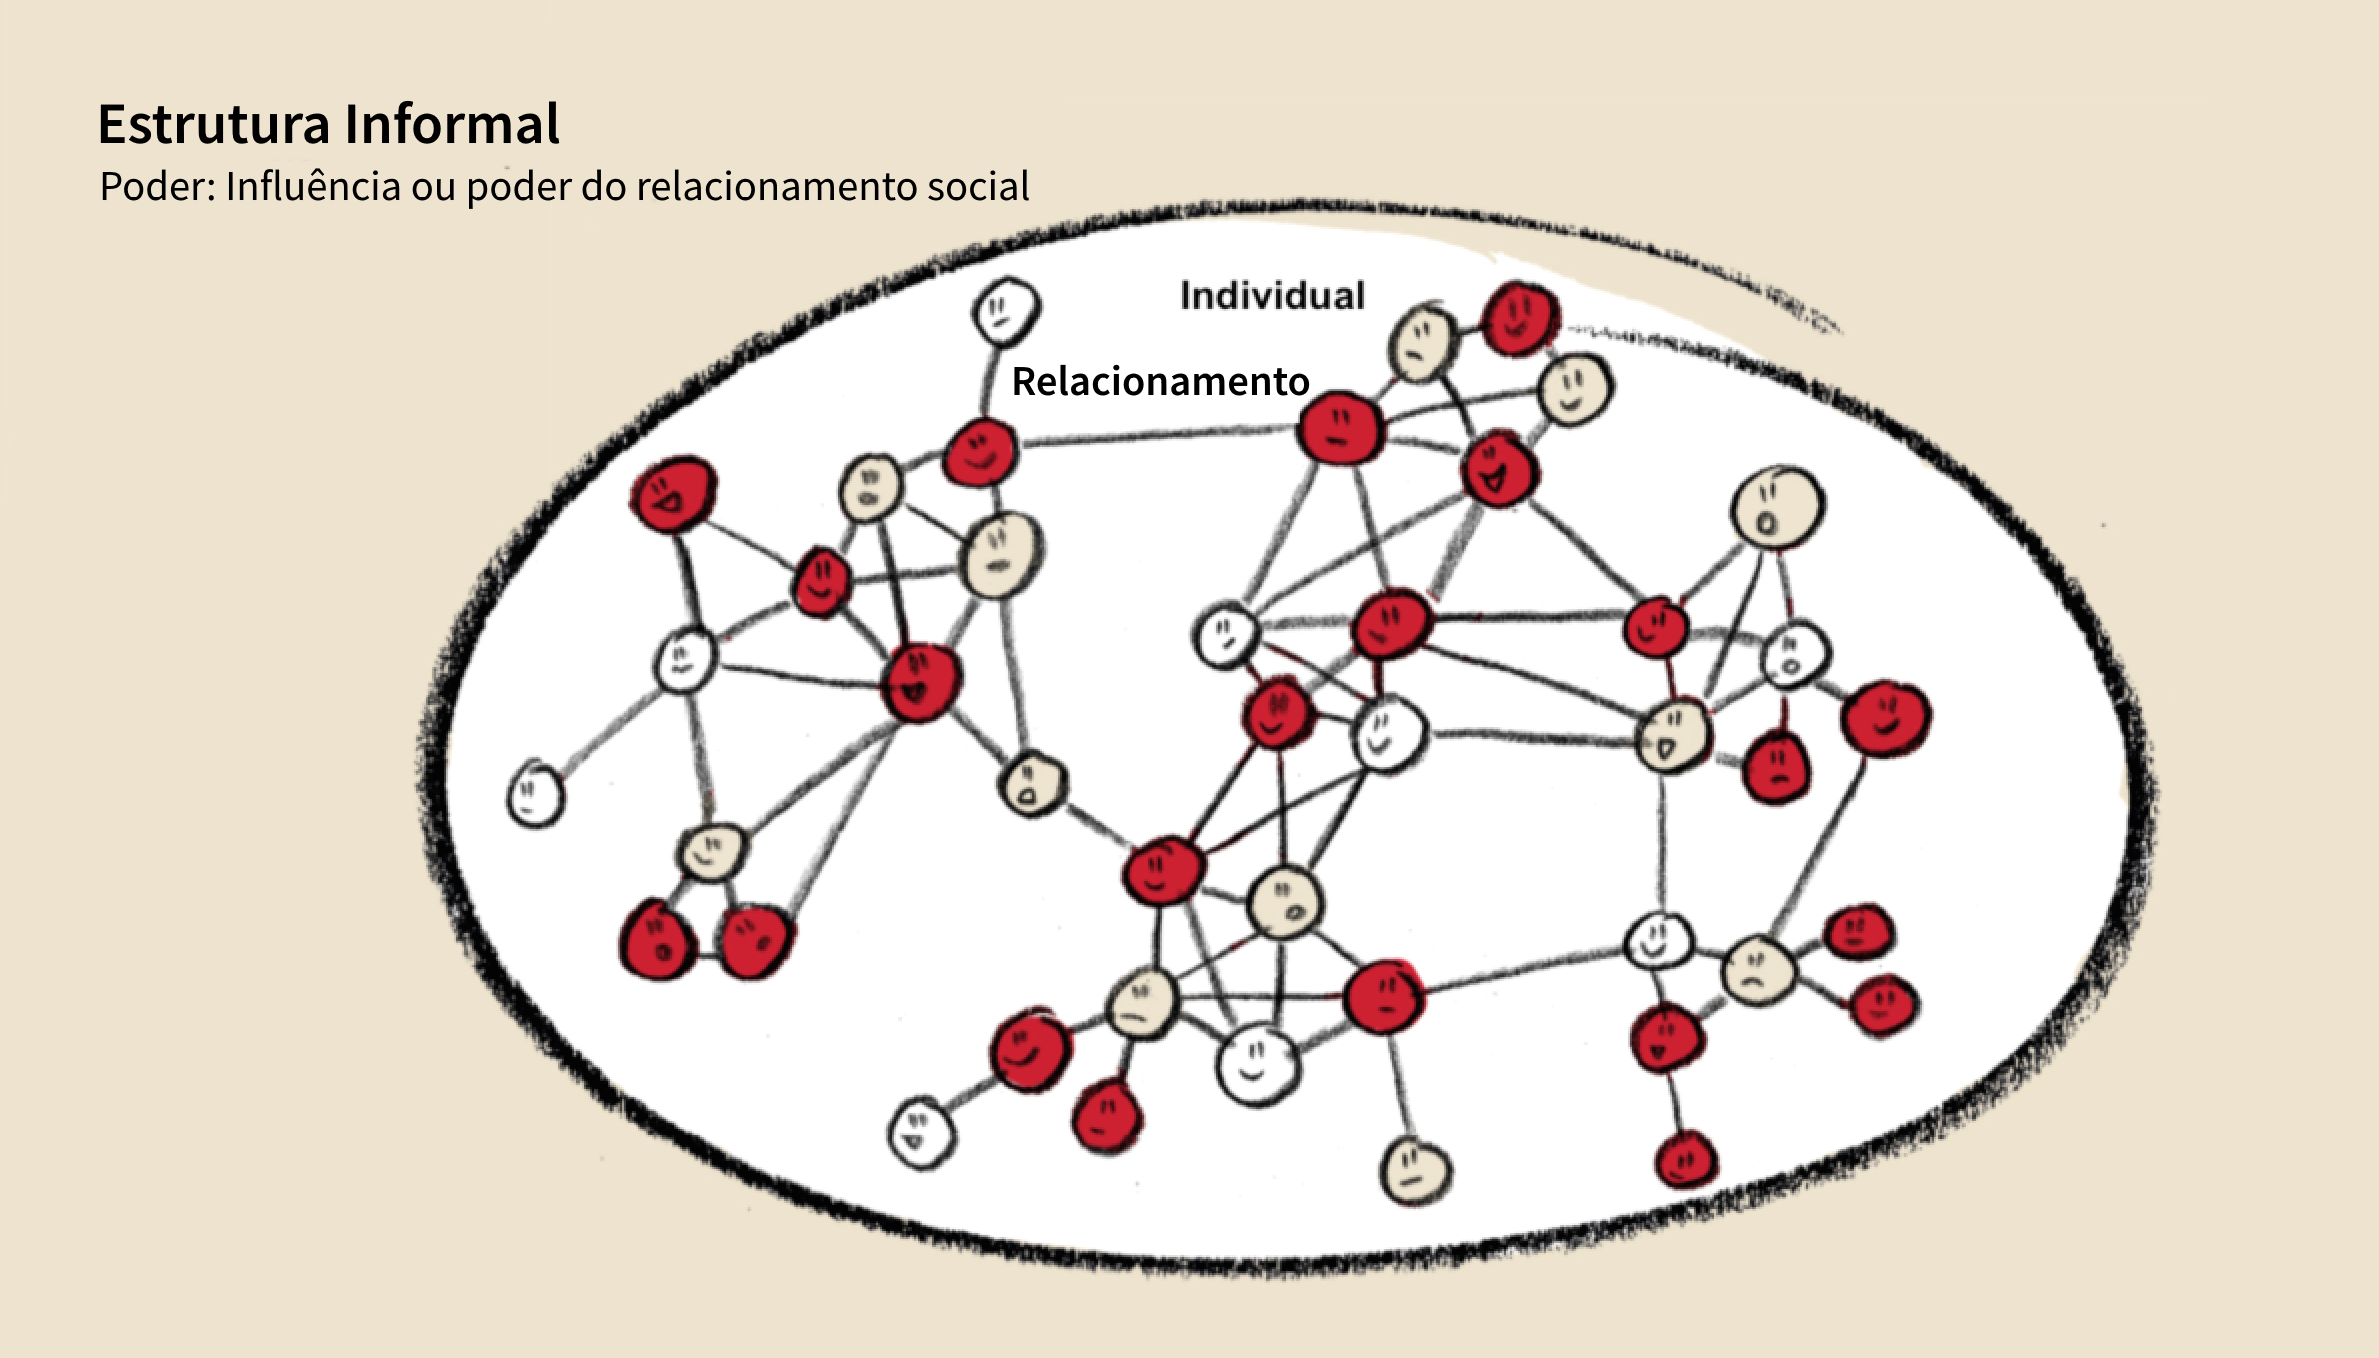 Estrutura Informal
Poder: Influência ou poder do relacionamento social
Individual
Relacionamento